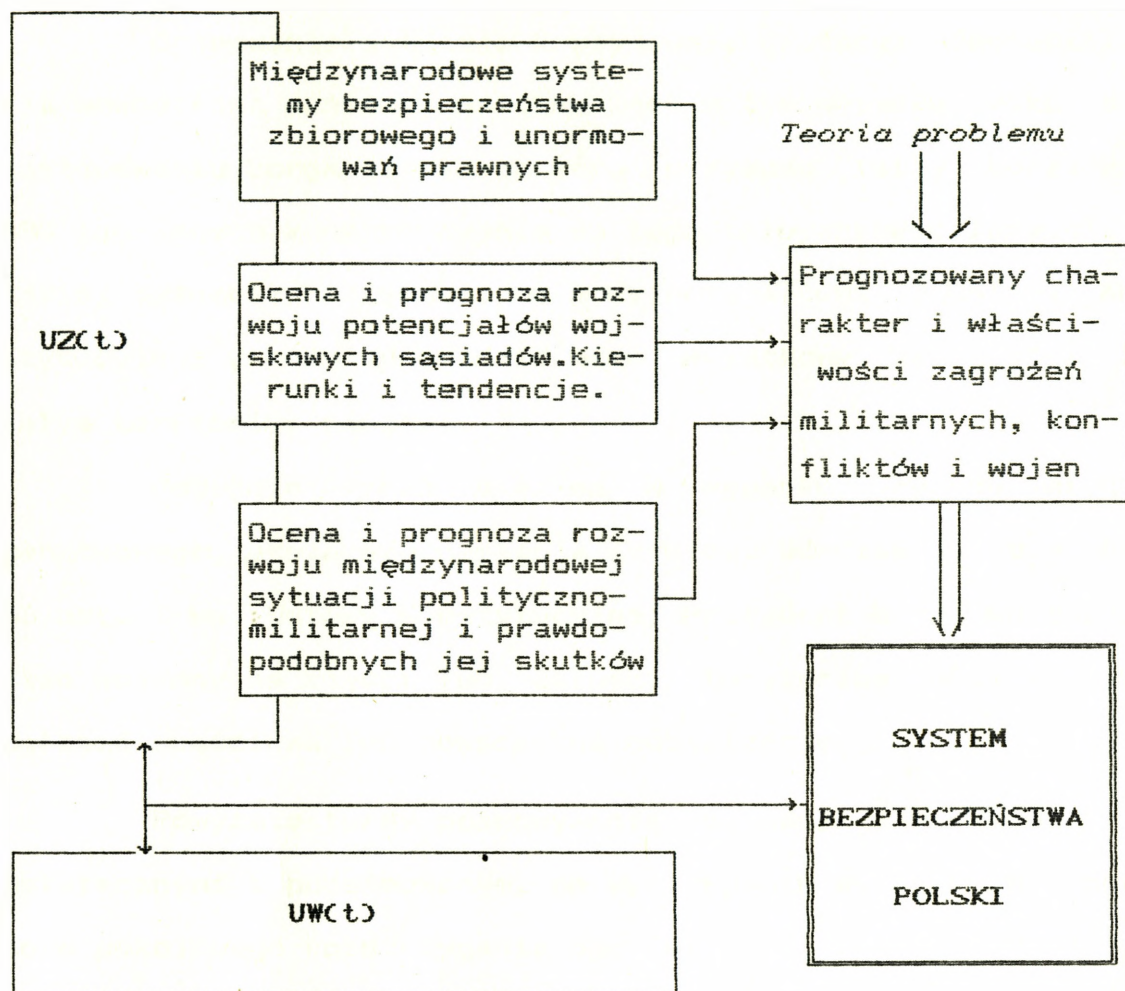 Międzynarodowe syste-
my bezpieczeństwa
zbiorowego i unormo-
wań prawnych
Teoria problemu
UZ(t)
Ocena i prognoza roz-
woju potencjałów woj-
skowych sąsiadów.Kie-
runki i tendencje.
Prognozowany cha-
rakter i właści-
wości zagrożeń
militarnych, kon-
fliktów i wojen
Ocena i prognoza roz-
woju międzynarodowej
sytuacji polityczno-
militarnej i prawdo-
podobnych jej skutków
SYSTEM
BEZPIECZEŃSTWA
POLSKI
UW(t)